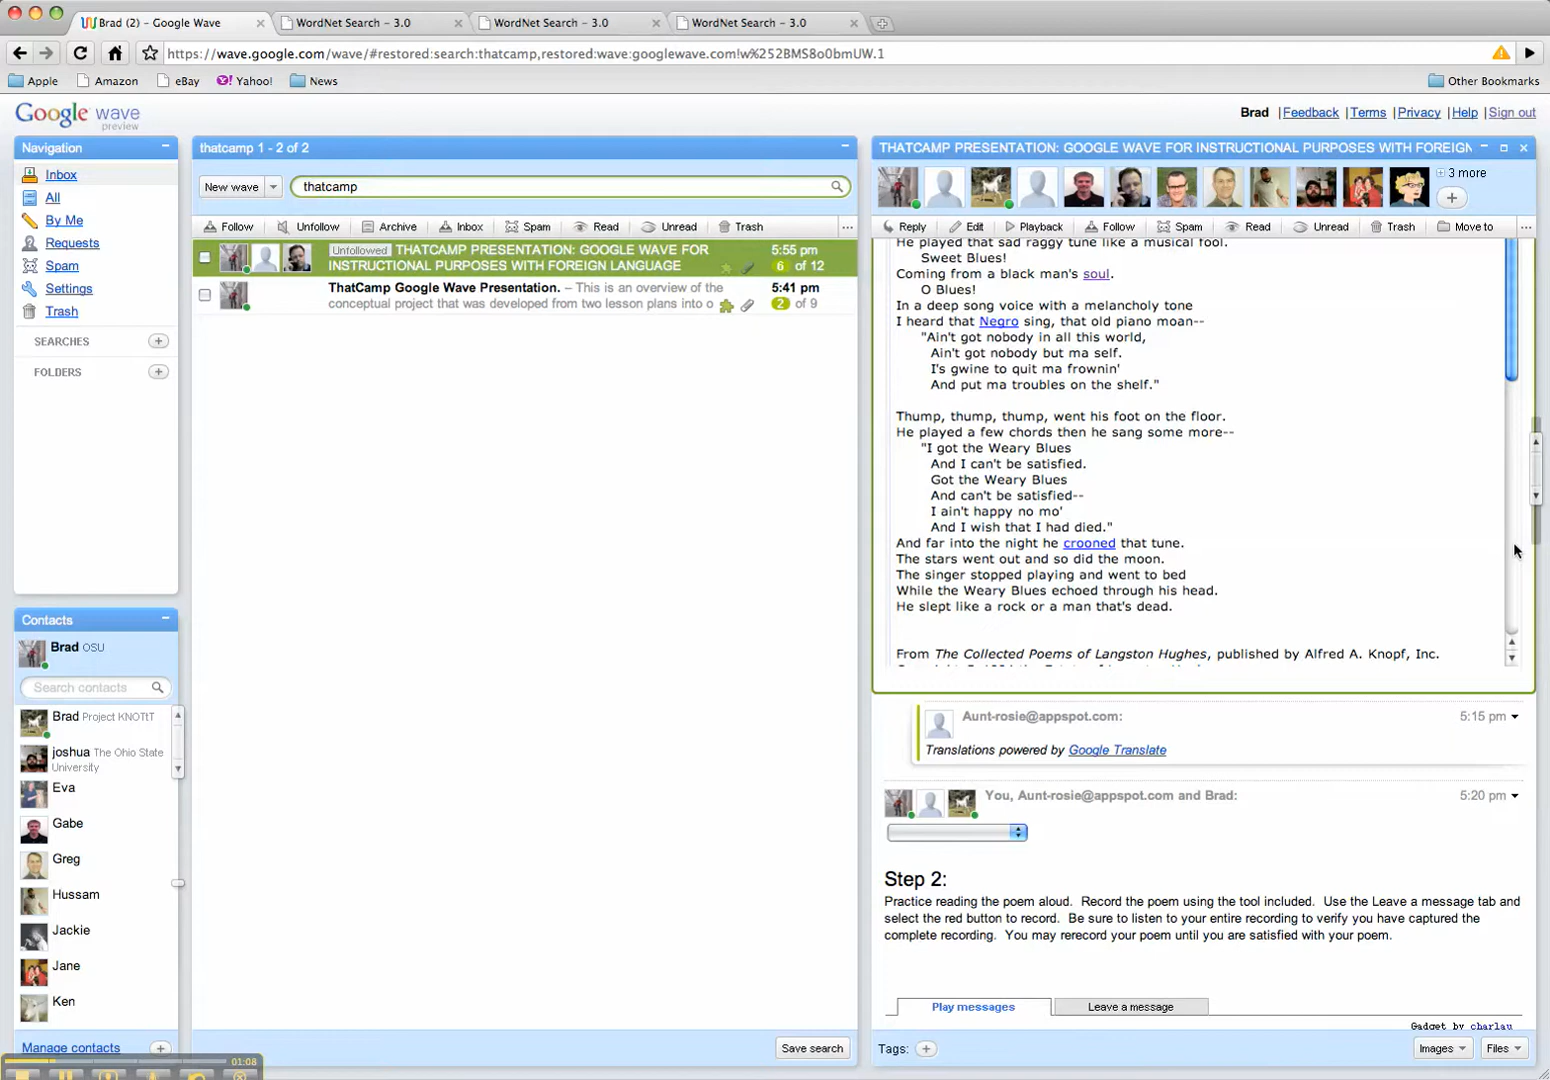 Brad (2) - Google Wave
WordNet Search - 3.0
WordNet Search - 3.0
WordNet Search - 3.0
https://wave.google.com/wave/#restored:search:thatcamp,restored:wave:googlewave.com!w%252BMS8o0bmUW.1
Apple
Amazon
eBay
Yahoo!
News
Other Bookmarks
Google wave
preview
Brad | Feedback | Terms | Privacy | Help | Sign out
Navigation
Inbox
All
By Me
Requests
Spam
Settings
Trash
SEARCHES
FOLDERS
Contacts
Brad OSU
Search contacts
Brad Project KNOTtT
joshua The Ohio State
University
Eva
Gabe
Greg
Hussam
Jackie
Jane
Ken
Manage contacts
01:08
thatcamp 1 - 2 of 2
New wave
thatcamp
Follow
Unfollow
Archive
Inbox
Spam
Read
Unread
Trash
...
Unfollowed THATCAMP PRESENTATION: GOOGLE WAVE FOR
INSTRUCTIONAL PURPOSES WITH FOREIGN LANGUAGE
5:55 pm
6 of 12
ThatCamp Google Wave Presentation. – This is an overview of the
conceptual project that was developed from two lesson plans into o
5:41 pm
2 of 9
Save search
THATCAMP PRESENTATION: GOOGLE WAVE FOR INSTRUCTIONAL PURPOSES WITH FOREIGN
3 more
Reply
Edit
Playback
Follow
Spam
Read
Unread
Trash
Move to
...
He played that sad raggy tune like a musical fool.
Sweet Blues!
Coming from a black man's soul.
O Blues!
In a deep song voice with a melancholy tone
I heard that Negro sing, that old piano moan--
"Ain't got nobody in all this world,
Ain't got nobody but ma self.
I's gwine to quit ma frownin'
And put ma troubles on the shelf."
Thump, thump, thump, went his foot on the floor.
He played a few chords then he sang some more--
"I got the Weary Blues
And I can't be satisfied.
Got the Weary Blues
And can't be satisfied--
I ain't happy no mo'
And I wish that I had died."
And far into the night he crooned that tune.
The stars went out and so did the moon.
The singer stopped playing and went to bed
While the Weary Blues echoed through his head.
He slept like a rock or a man that's dead.
From The Collected Poems of Langston Hughes, published by Alfred A. Knopf, Inc.
Aunt-rosie@appspot.com:
5:15 pm
Translations powered by Google Translate
You, Aunt-rosie@appspot.com and Brad:
5:20 pm
Step 2:
Practice reading the poem aloud. Record the poem using the tool included. Use the Leave a message tab and
select the red button to record. Be sure to listen to your entire recording to verify you have captured the
complete recording. You may rerecord your poem until you are satisfied with your poem.
Play messages
Leave a message
Gadget by charlau
Tags:
Images
Files